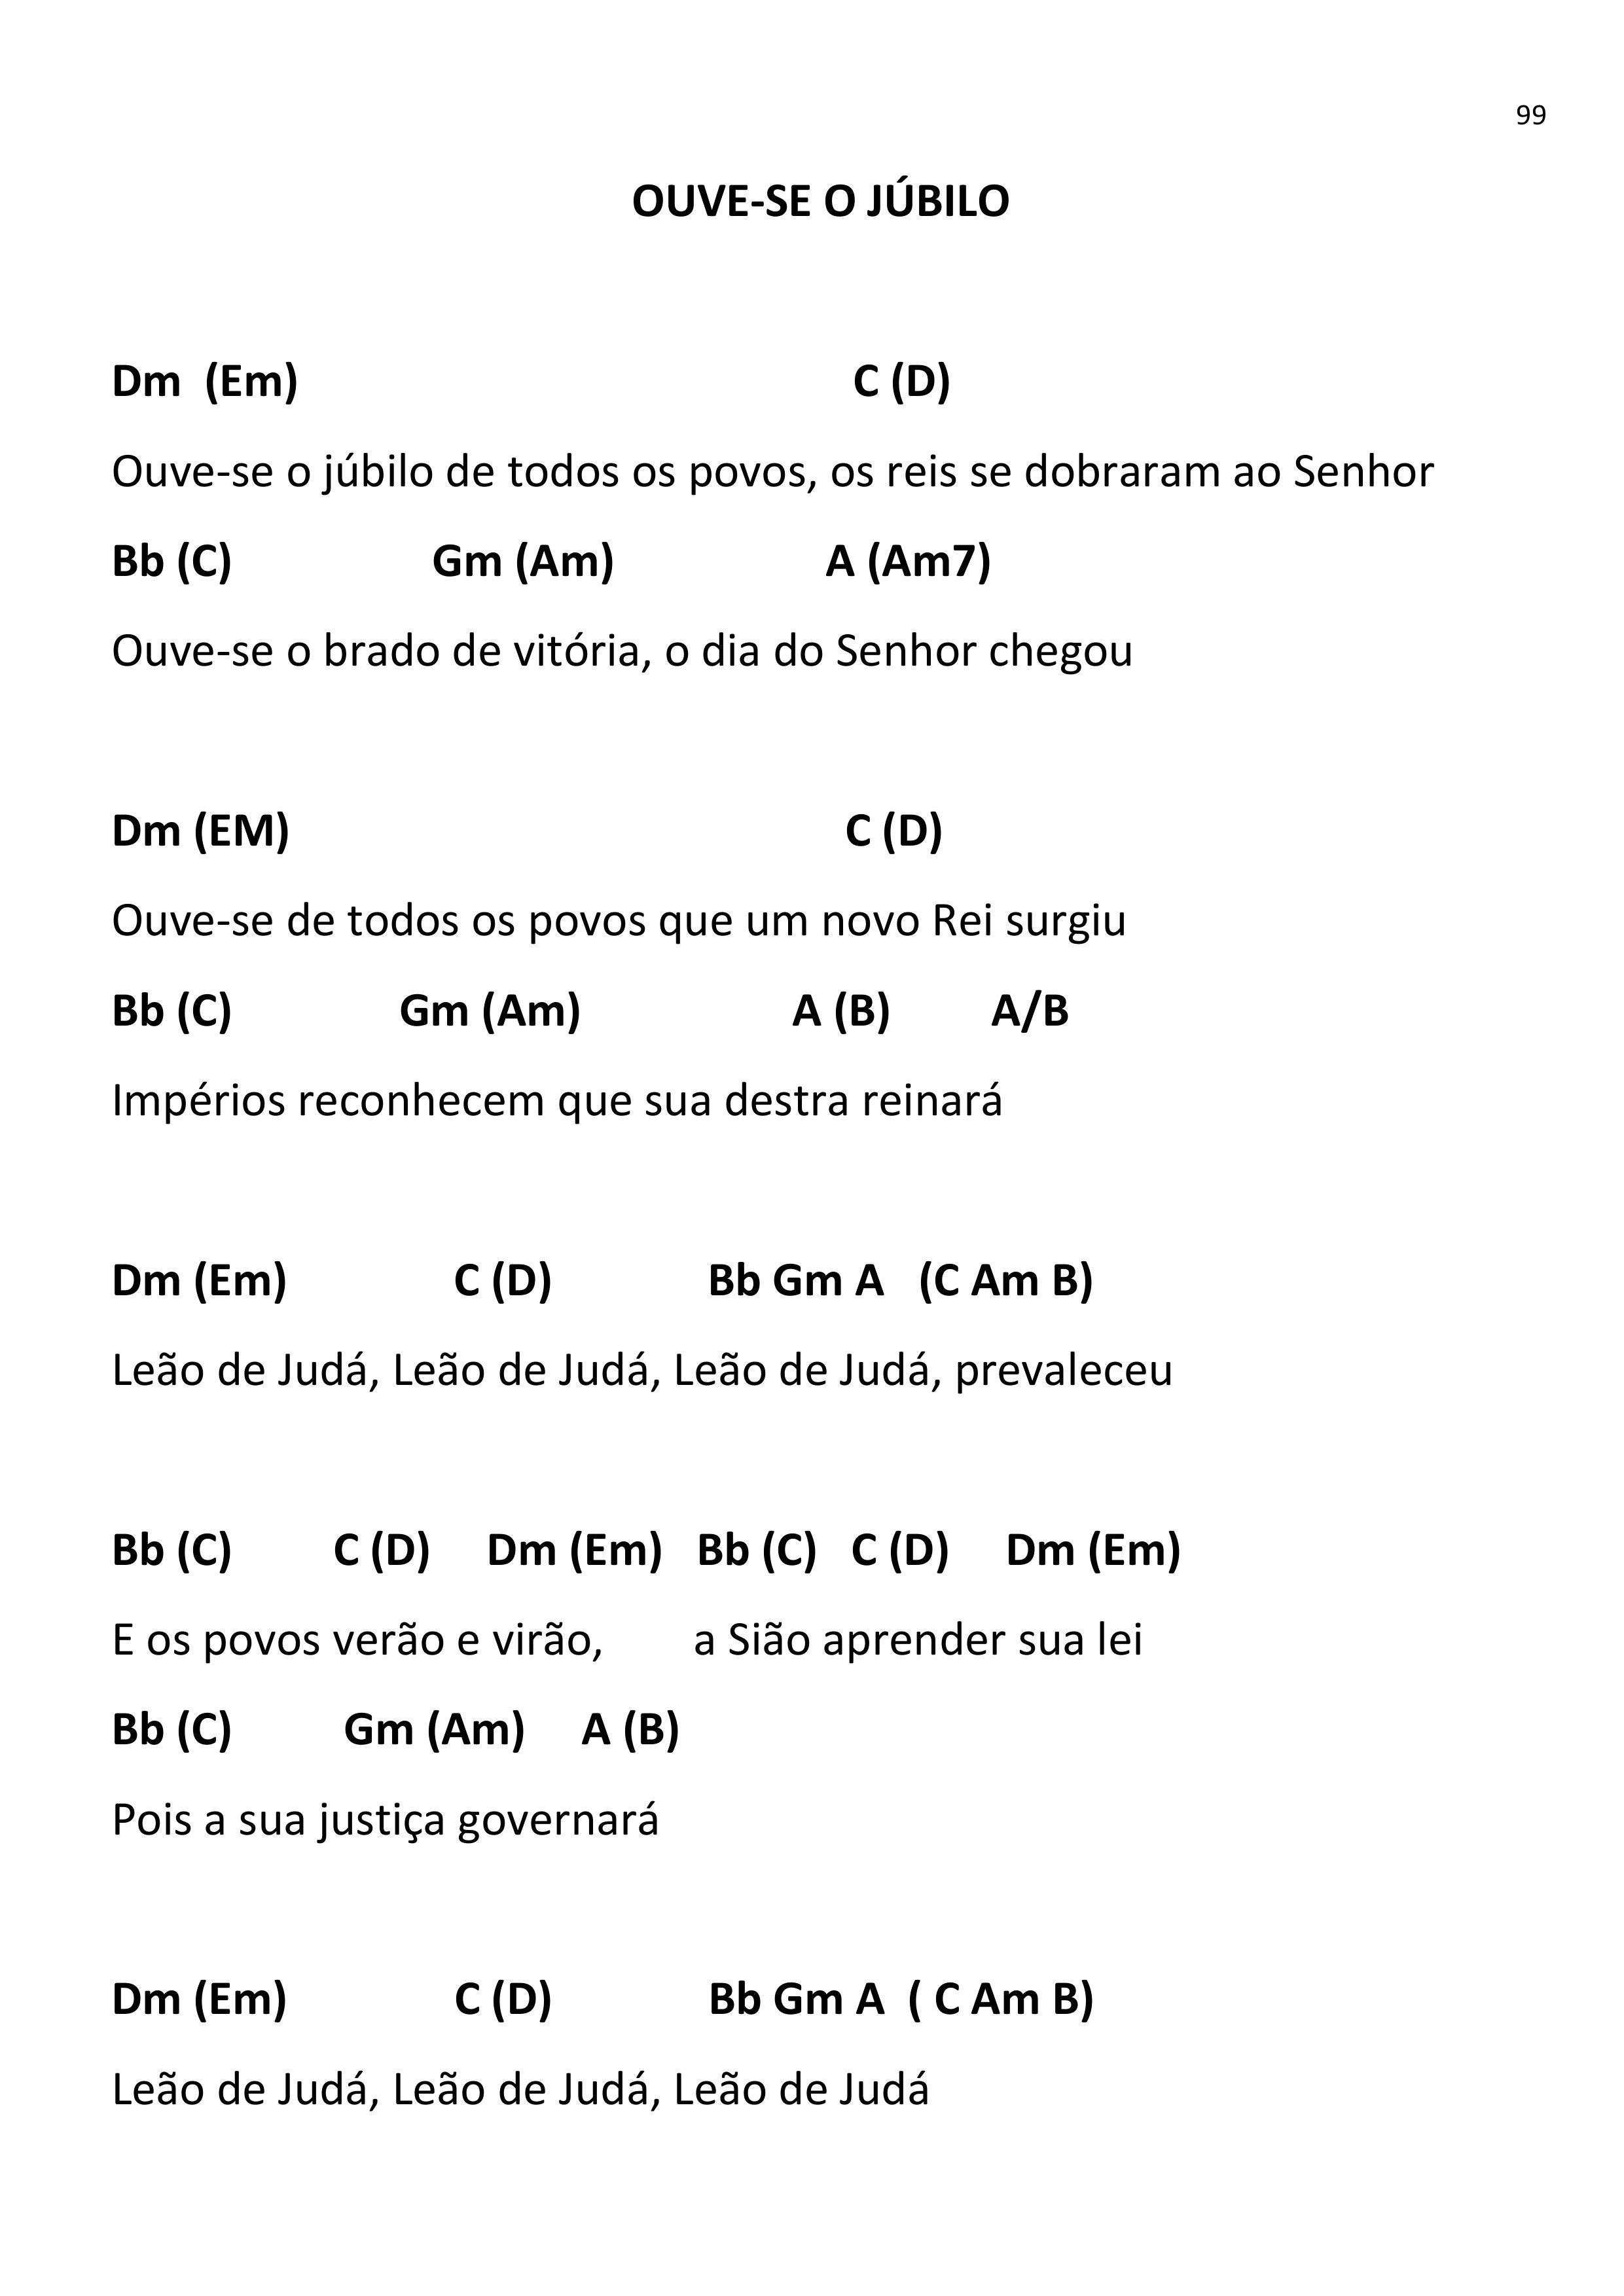 99
OUVE-SE O JÚBILO
Dm  (Em)                                                C (D)
Ouve-se o júbilo de todos os povos, os reis se dobraram ao Senhor
Bb (C)                 Gm (Am)                  A (Am7)
Ouve-se o brado de vitória, o dia do Senhor chegou
Dm (EM)                                                C (D)
Ouve-se de todos os povos que um novo Rei surgiu
Bb (C)              Gm (Am)                  A (B)         A/B
Impérios reconhecem que sua destra reinará
Dm (Em)              C (D)             Bb Gm A   (C Am B)
Leão de Judá, Leão de Judá, Leão de Judá, prevaleceu
Bb (C)         C (D)     Dm (Em)   Bb (C)   C (D)     Dm (Em)
E os povos verão e virão,        a Sião aprender sua lei
Bb (C)          Gm (Am)     A (B)
Pois a sua justiça governará
Dm (Em)              C (D)             Bb Gm A  ( C Am B)
Leão de Judá, Leão de Judá, Leão de Judá